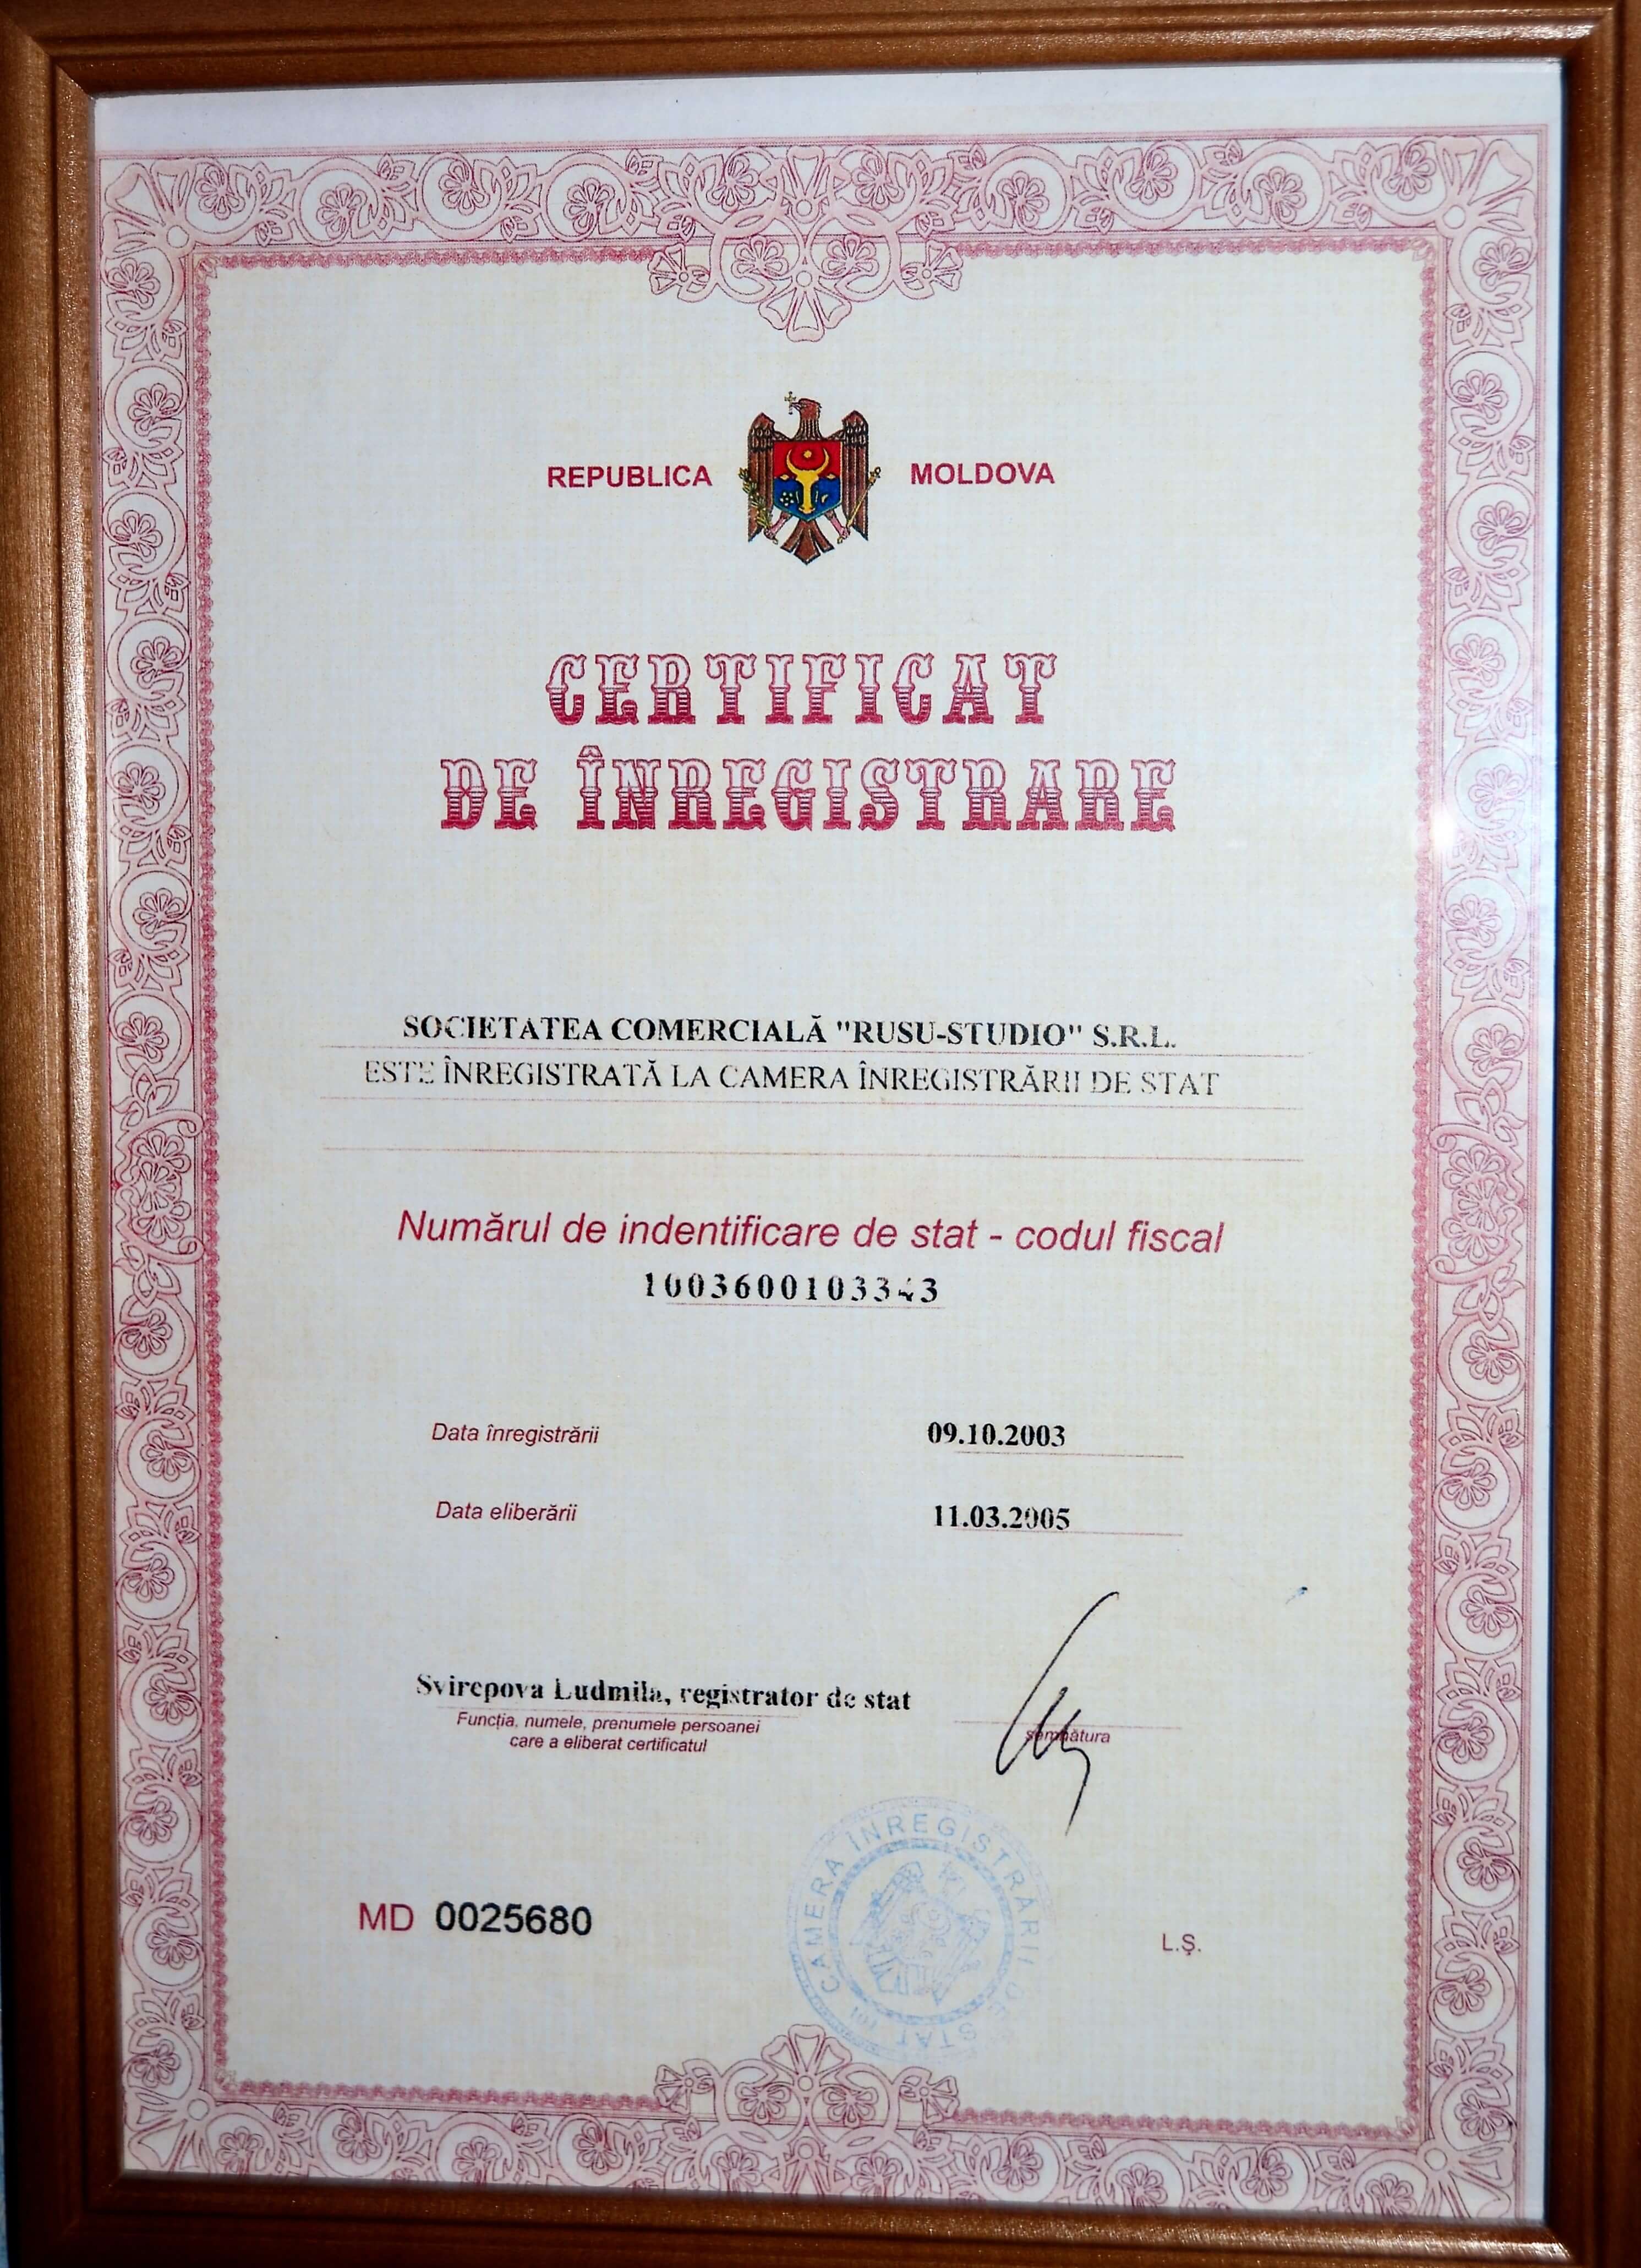 REPUBLICA MOLDOVA
CERTIFICAT
DE ÎNREGISTRARE
SOCIETATEA COMERCIALĂ "RUSU-STUDIO" S.R.L.
ESTE ÎNREGISTRATĂ LA CAMERA ÎNREGISTRĂRII DE STAT
Numărul de indentificare de stat - codul fiscal
1003600103343
Data înregistrării 09.10.2003
Data eliberării 11.03.2005
Svirepova Ludmila, registrator de stat
Funcția, numele, prenumele persoanei
care a eliberat certificatul
semnătura
CAMERA ÎNREGISTRĂRII DE STAT
MD 0025680
L.Ș.